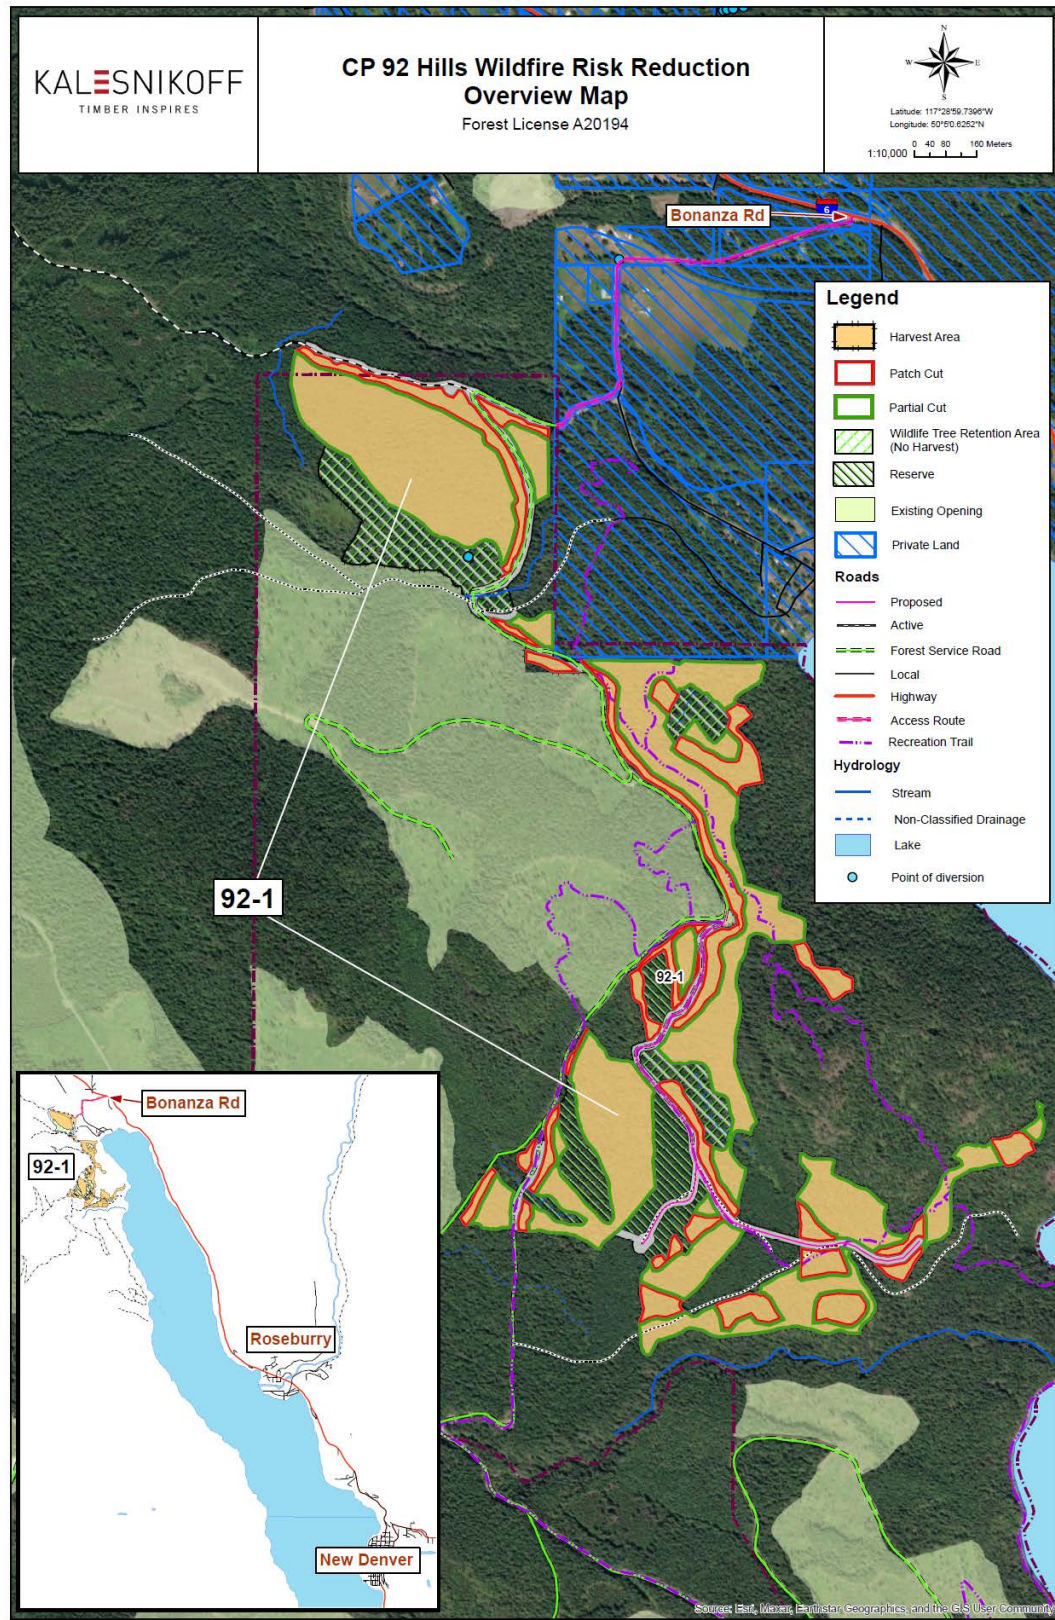 KALESNIKOFF
TIMBER INSPIRES
CP 92 Hills Wildfire Risk Reduction
Overview Map
Forest License A20194
N
W
E
S
Latitude: 117°28'59.7396"W
Longitude: 50°5'0.6252"N
0 40 80 160 Meters
1:10,000
Bonanza Rd
6
Legend
Harvest Area
Patch Cut
Partial Cut
Wildlife Tree Retention Area
(No Harvest)
Reserve
Existing Opening
Private Land
Roads
Proposed
Active
Forest Service Road
Local
Highway
Access Route
Recreation Trail
Hydrology
Stream
Non-Classified Drainage
Lake
Point of diversion
92-1
92-1
Bonanza Rd
92-1
Roseburry
New Denver
Source: Esri, Maxar, Earthstar Geographics, and the GIS User Community